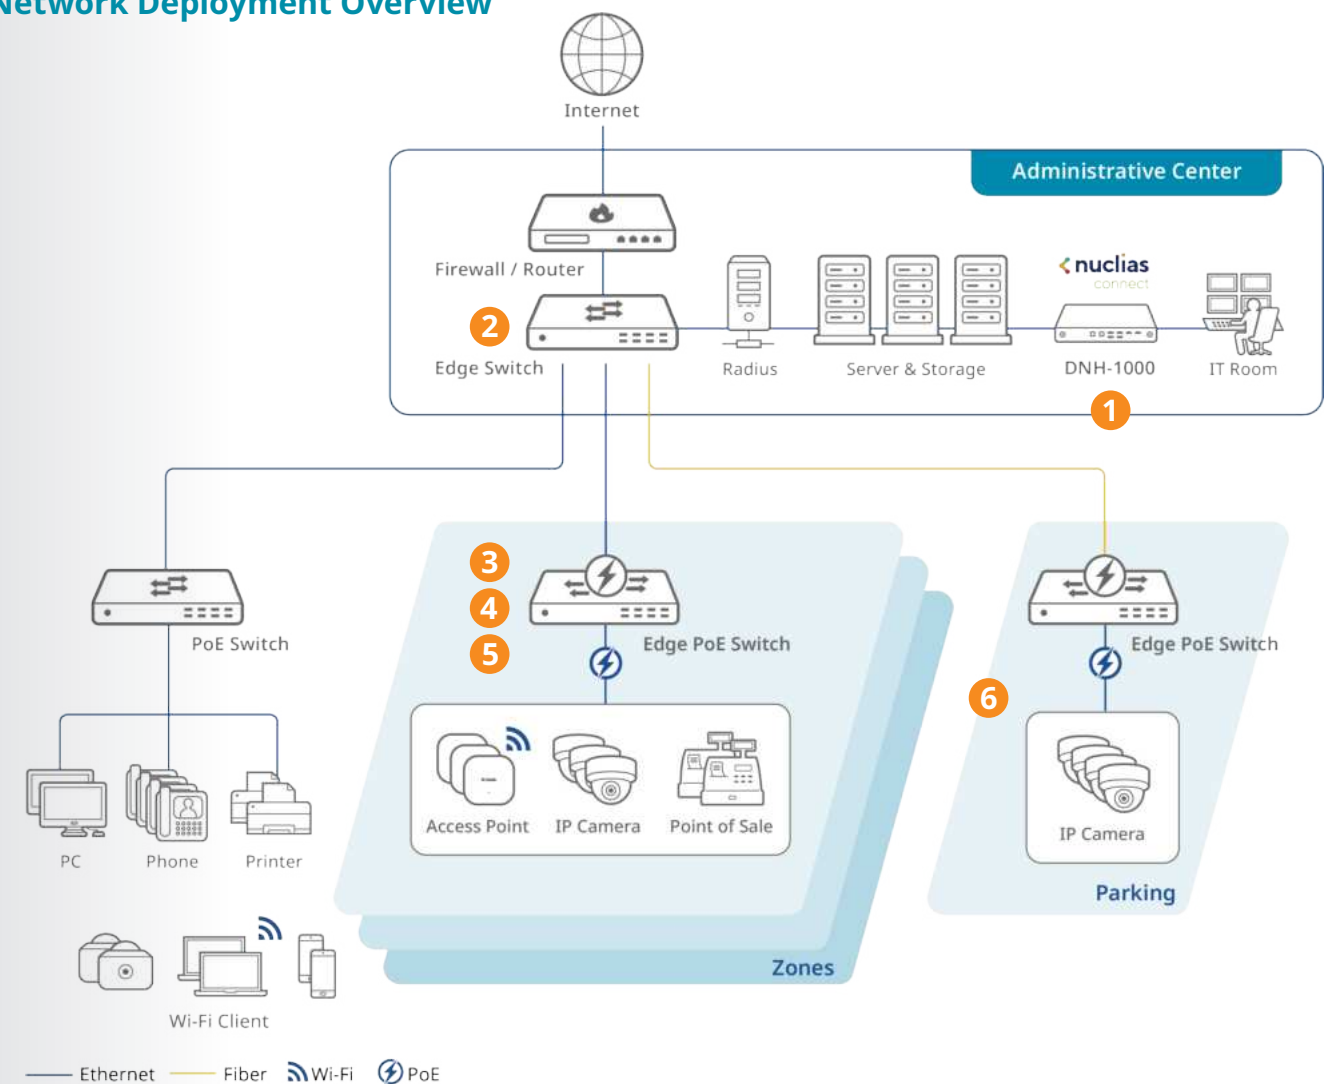 Network Deployment Overview
Internet
Administrative Center
Firewall / Router
nuclias
connect
2
Edge Switch
Radius
Server & Storage
DNH-1000
IT Room
1
3
4
5
PoE Switch
Edge PoE Switch
Edge PoE Switch
6
Access Point
IP Camera
Point of Sale
IP Camera
PC
Phone
Printer
Parking
Zones
Wi-Fi Client
Ethernet
Fiber
Wi-Fi
PoE